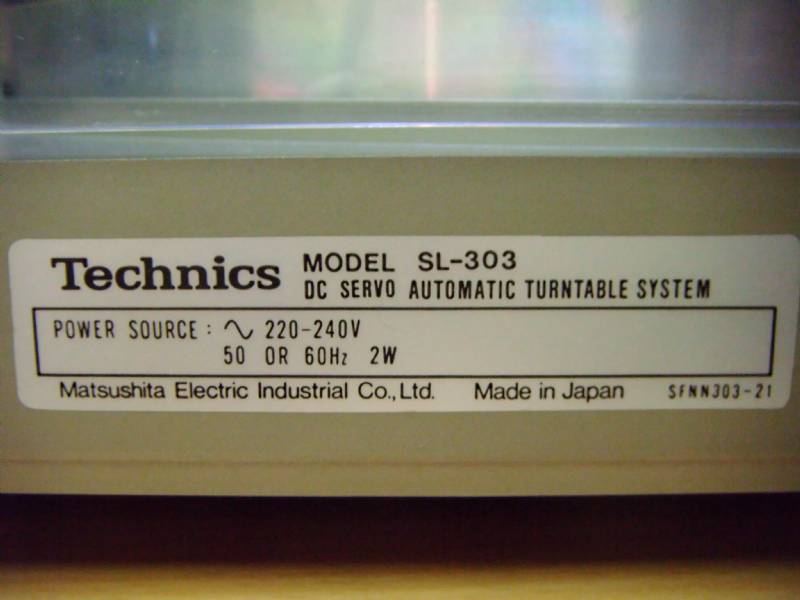 Technics MODEL SL-303
DC SERVO AUTOMATIC TURNTABLE SYSTEM
POWER SOURCE : ∿ 220-240V
50 OR 60Hz 2W
Matsushita Electric Industrial Co., Ltd. Made in Japan SFNN303-21